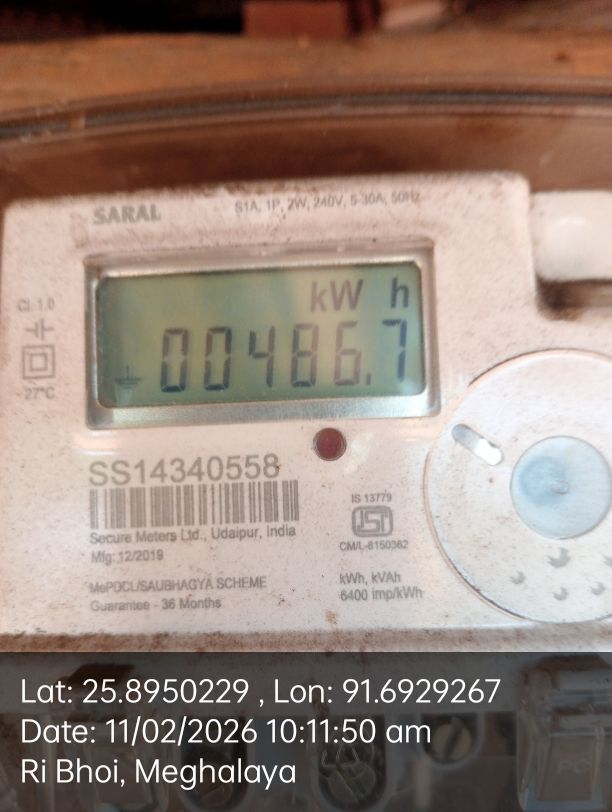 SARAL
S1A, 1P, 2W, 240V, 5-30A, 50Hz
Cl. 1.0
kW h
00486.7
27°C
SS14340558
Secure Meters Ltd., Udaipur, India
Mfg:12/2019
IS 13779
ISI
CM/L-8150362
MePDCL/SAUBHAGYA SCHEME
Guarantee - 36 Months
kWh, kVAh
6400 imp/kWh
Lat: 25.8950229 , Lon: 91.6929267
Date: 11/02/2026 10:11:50 am
Ri Bhoi, Meghalaya